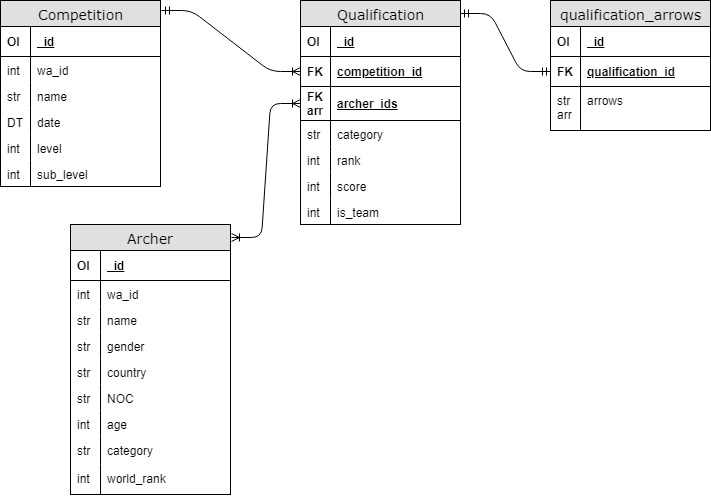 Competition
OI _id
int wa_id
str name
DT date
int level
int sub_level
Qualification
OI _id
FK competition_id
FK
arr archer_ids
str category
int rank
int score
int is_team
qualification_arrows
OI _id
FK qualification_id
str
arr arrows
Archer
OI _id
int wa_id
str name
str gender
str country
str NOC
int age
str category
int world_rank